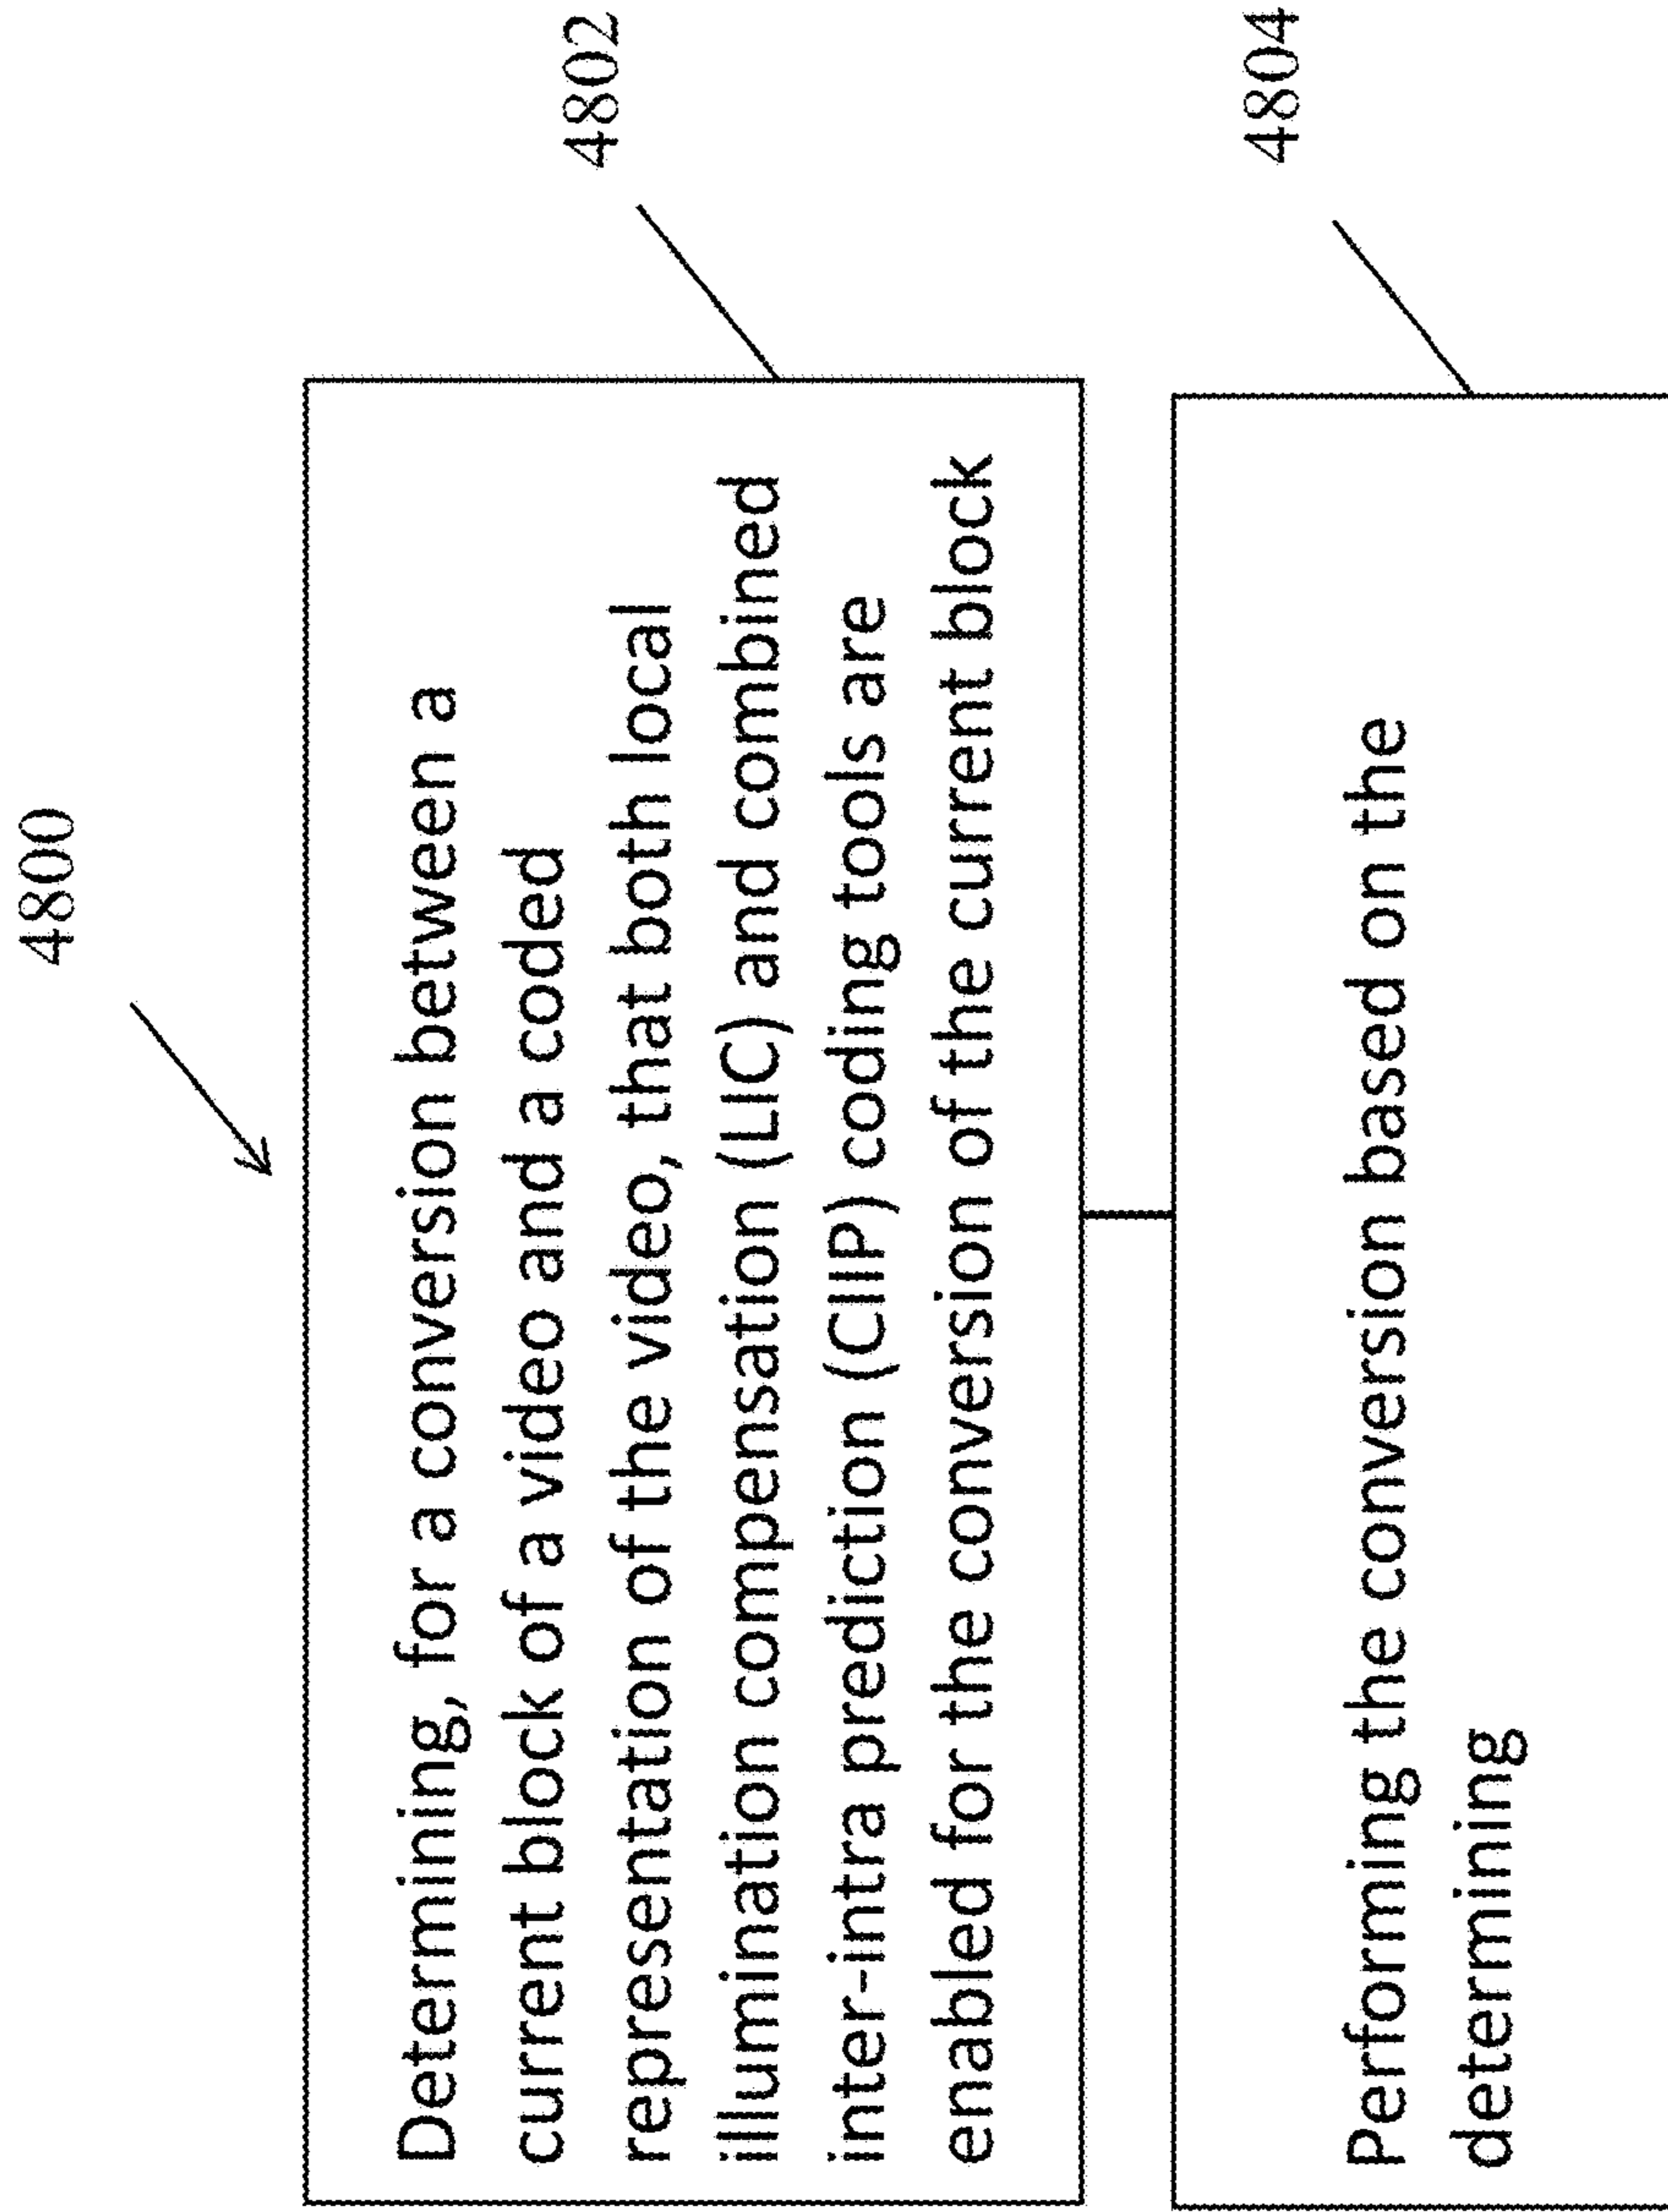 4800
Determining, for a conversion between a
current block of a video and a coded
representation of the video, that both local
illumination compensation (LIC) and combined
inter-intra prediction (CIIP) coding tools are
enabled for the conversion of the current block
4802
Performing the conversion based on the
determining
4804